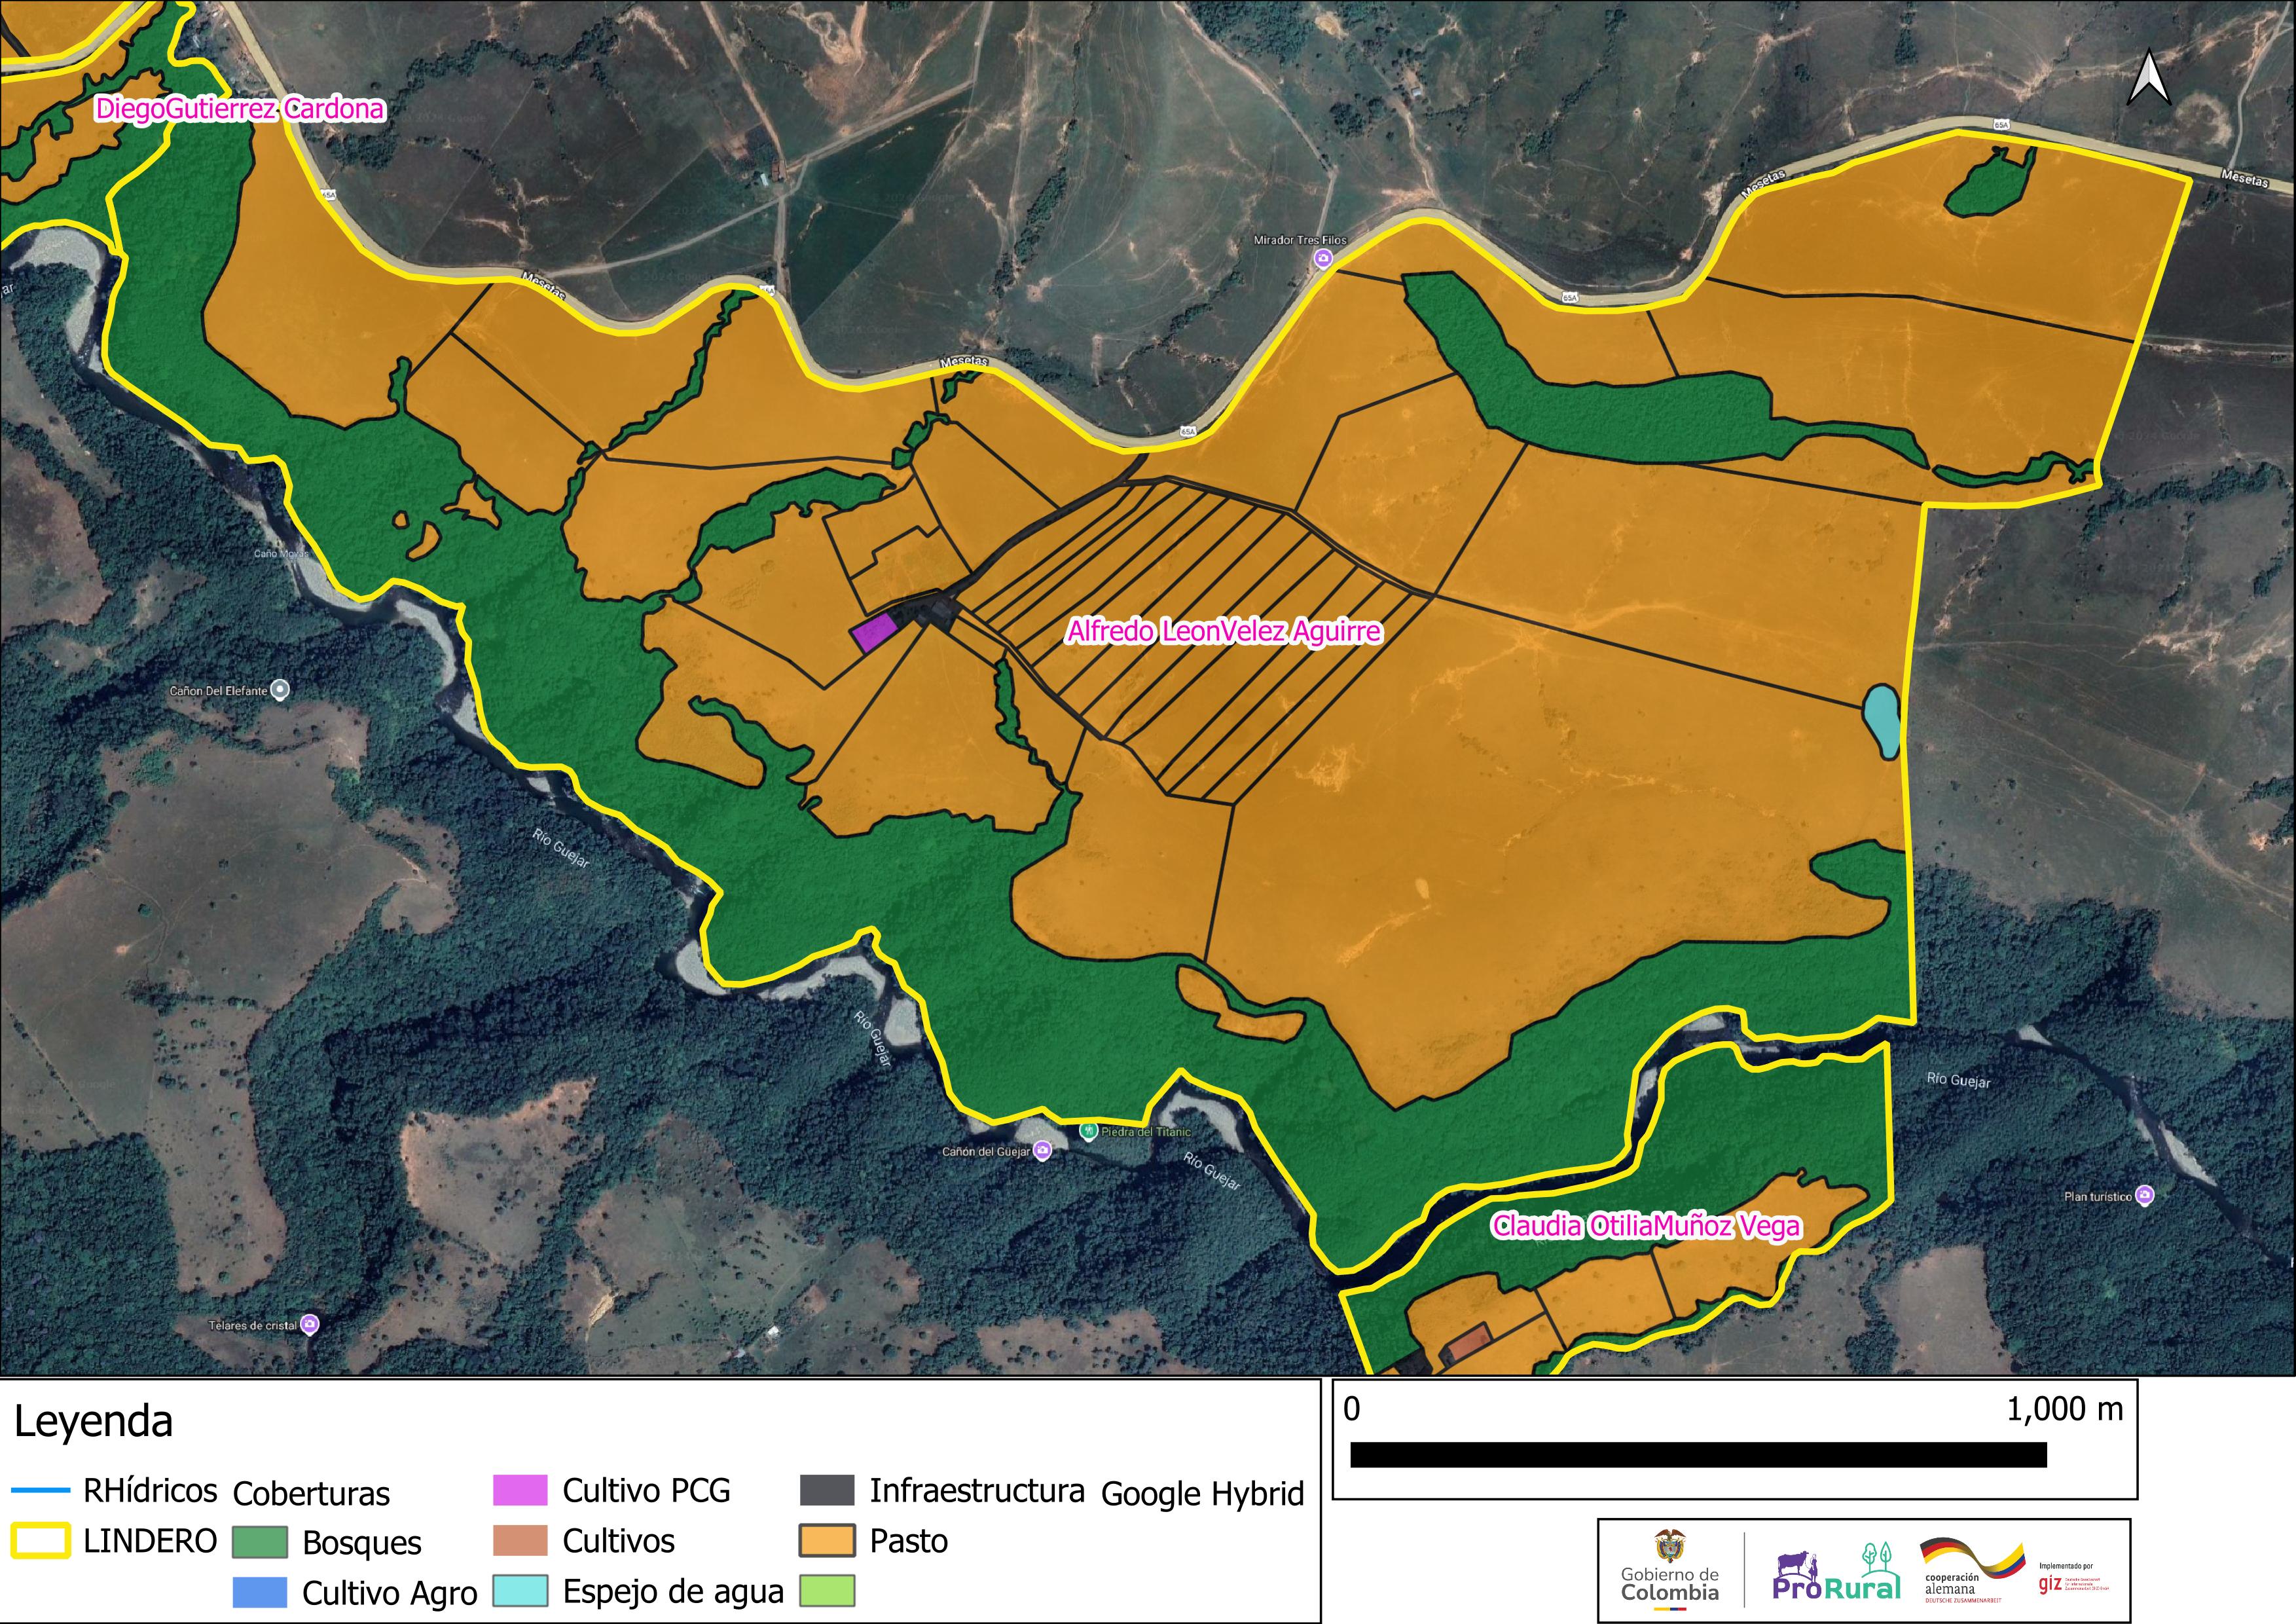 DiegoGutierrez Cardona
65A
65A
Mesetas
Mesetas
65A
Mirador Tres Filos
Mesetas
Mesetas
65A
65A
Alfredo LeonVelez Aguirre
Caño Movas
Cañon Del Elefante
Río Guejar
Río Guejar
Río Guejar
Río Guejar
Piedra del Titanic
Cañón del Güejar
Plan turístico
Claudia OtiliaMuñoz Vega
Telares de cristal
Leyenda
RHídricos
LINDERO
Coberturas
Bosques
Cultivo Agro
Cultivo PCG
Cultivos
Espejo de agua
Infraestructura
Pasto
Google Hybrid
0
1,000 m
Gobierno de
Colombia
ProRural
cooperación
alemana
DEUTSCHE ZUSAMMENARBEIT
Implementado por
giz